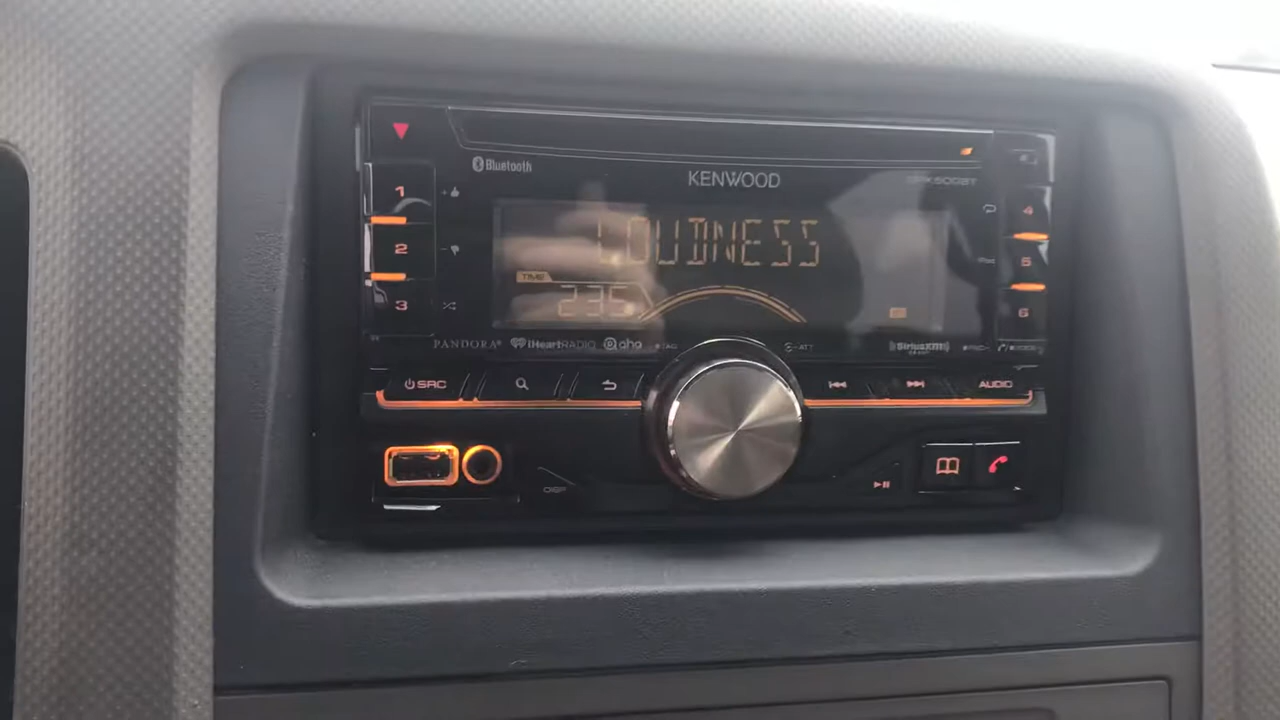 Bluetooth
KENWOOD
1
4
LOUDNESS
2
5
TIME
235
3
6
PANDORA® iHeartRADIO aha
ATT
SiriusXM
SRC
AUDIO
DISP